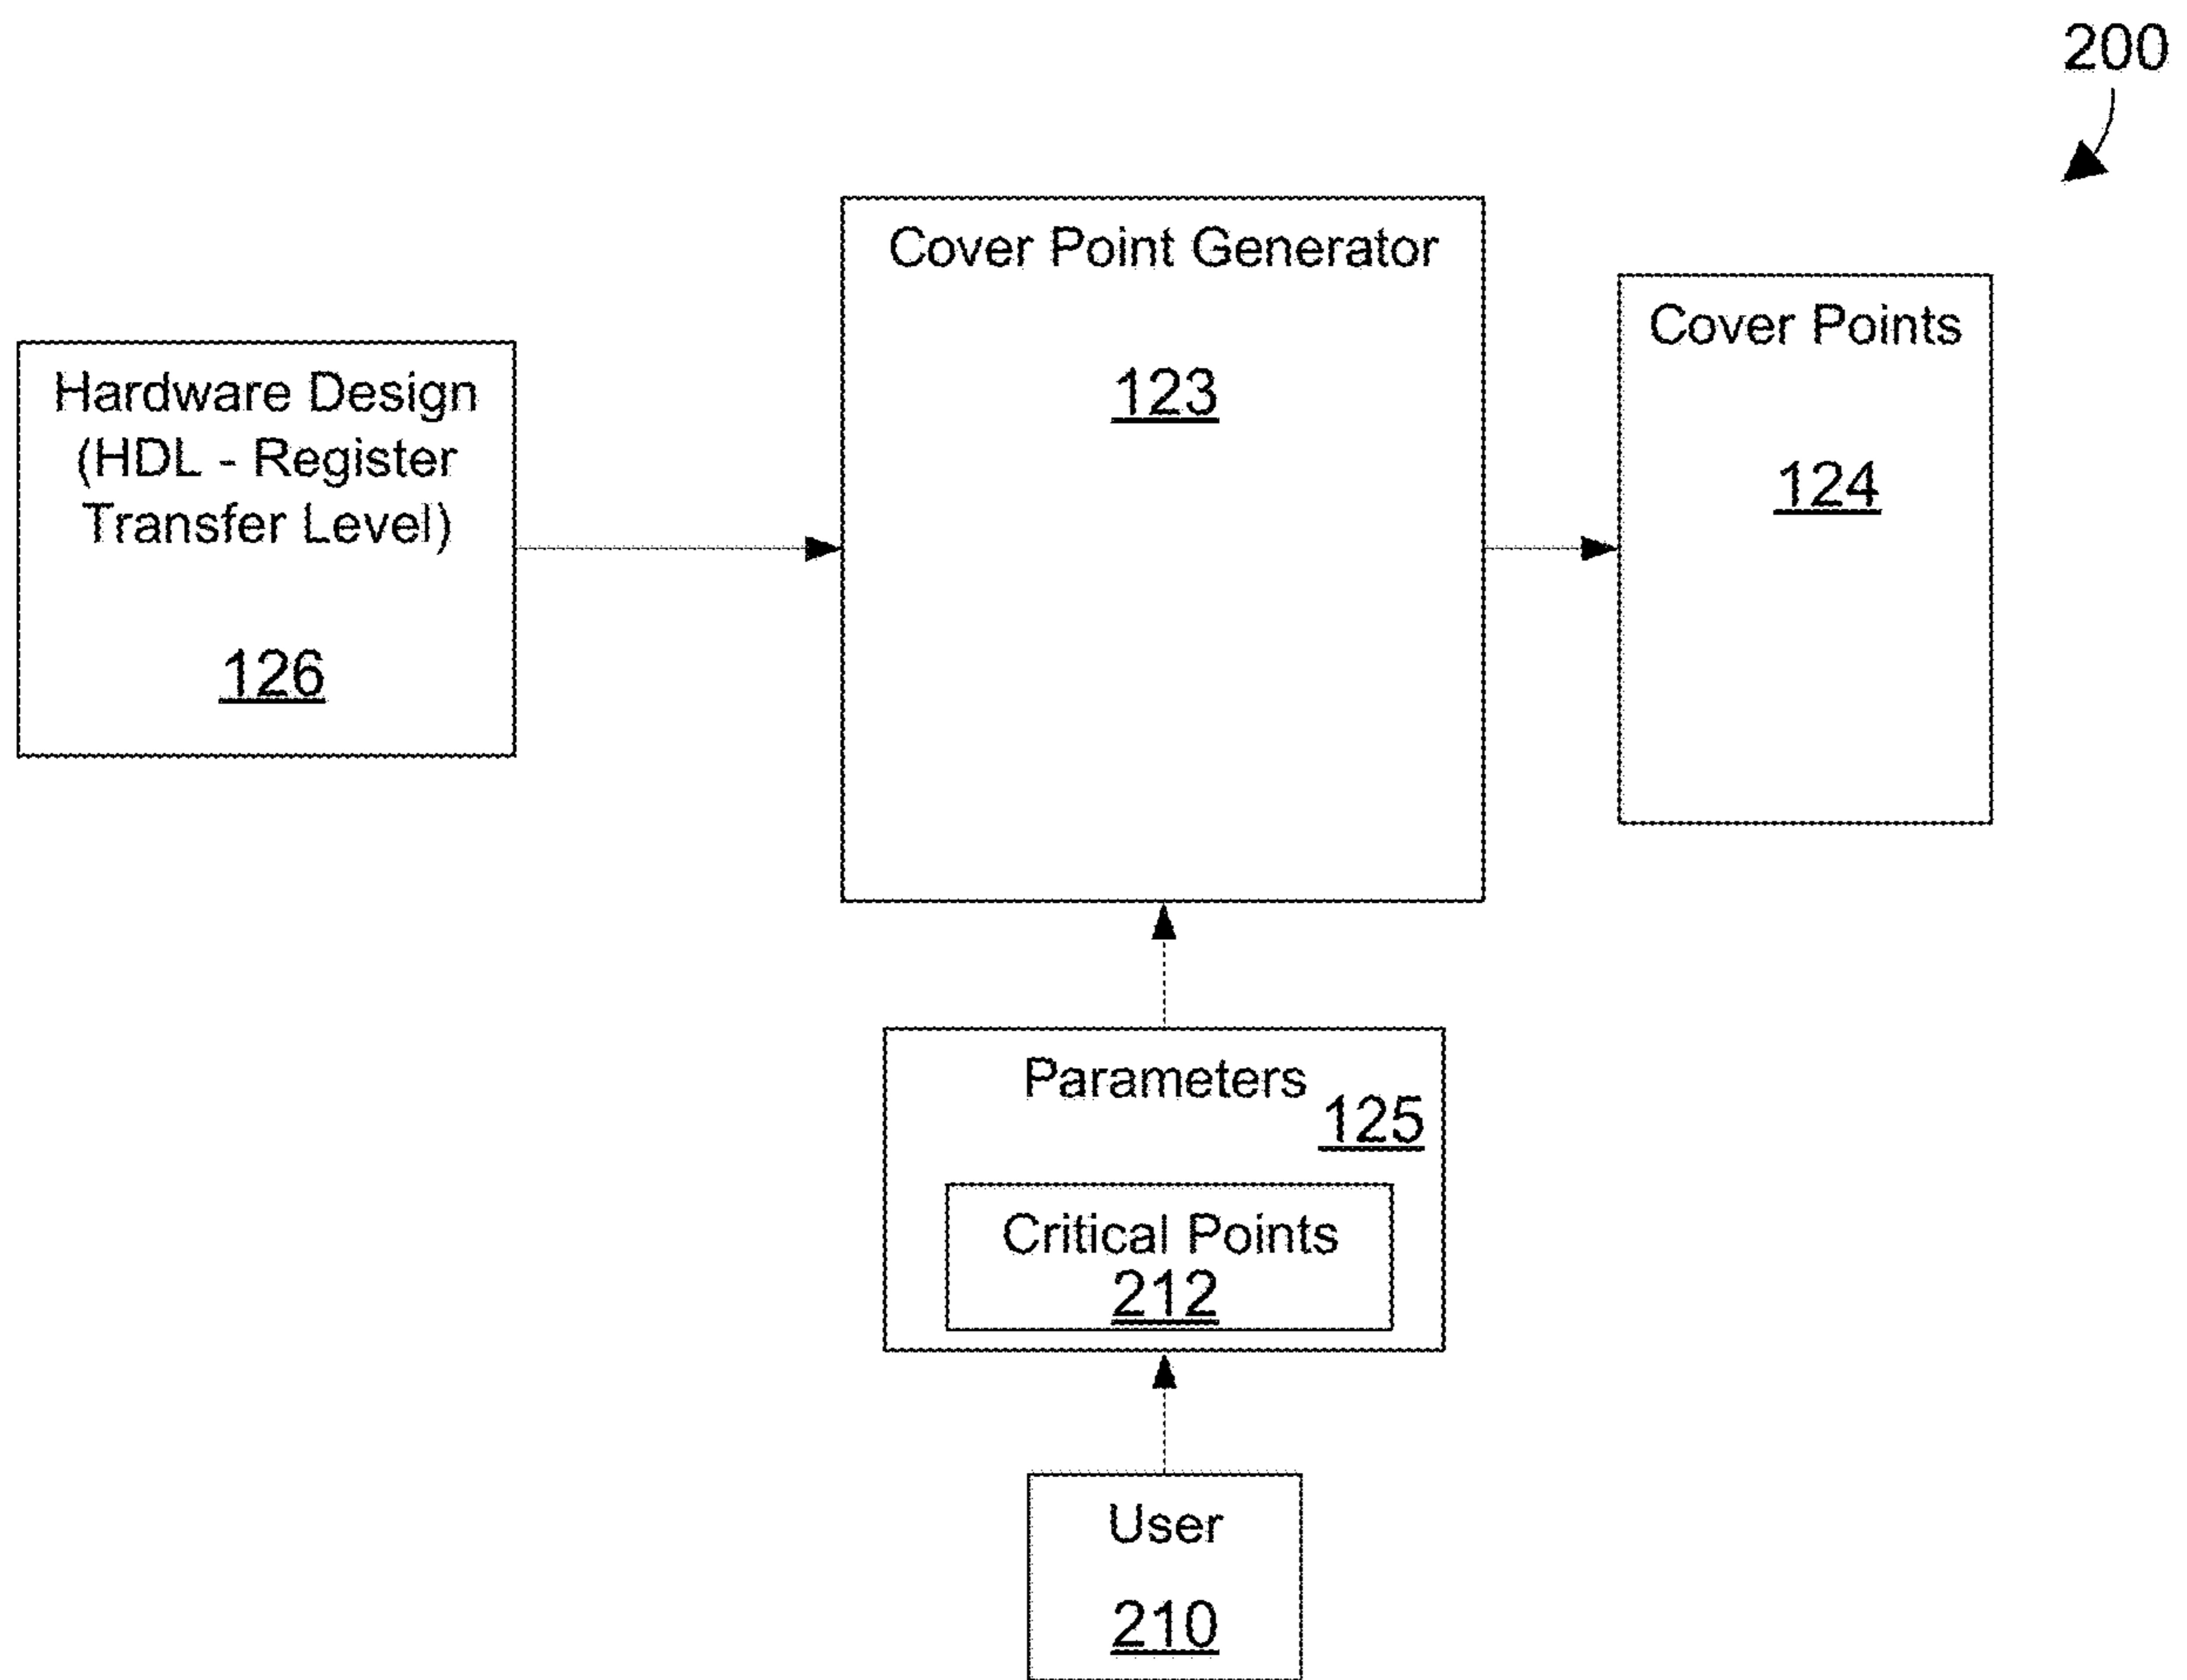 200
Cover Point Generator
123
Cover Points
124
Hardware Design
(HDL - Register
Transfer Level)
126
Parameters
125
Critical Points
212
User
210